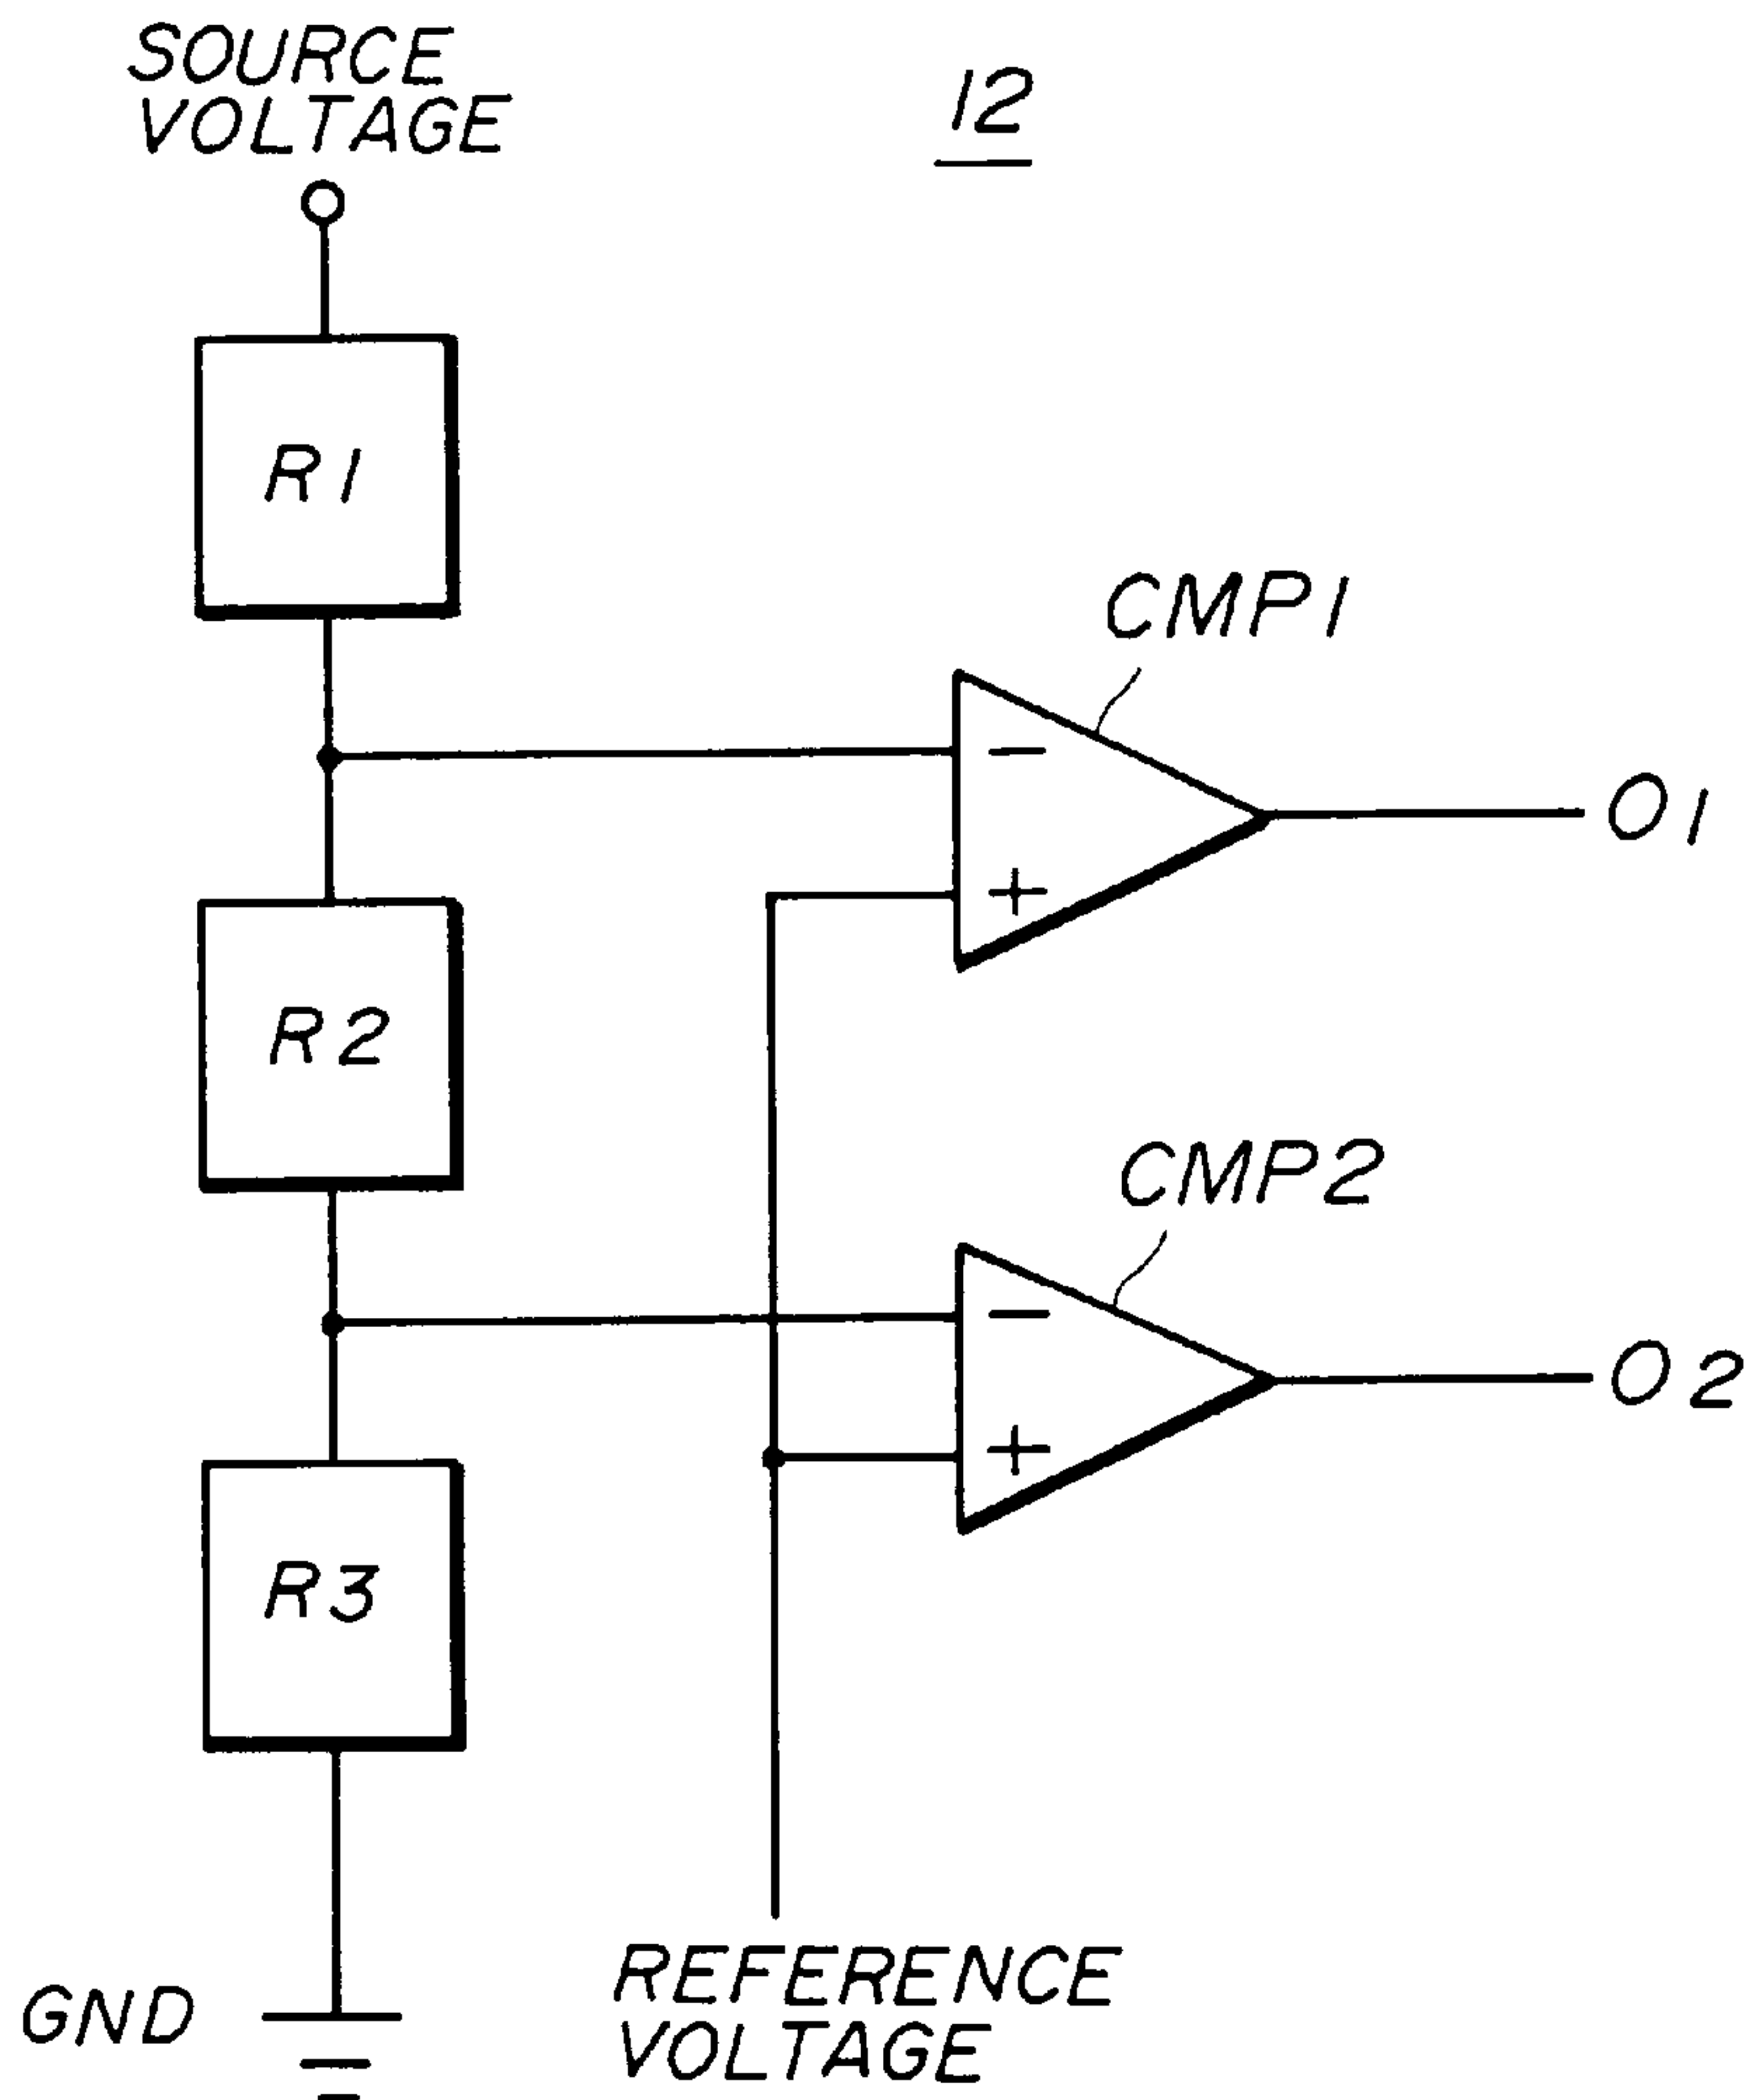 SOURCE
VOLTAGE
12
R1
CMP1
−
O1
+
R2
CMP2
−
O2
+
R3
GND
REFERENCE
VOLTAGE